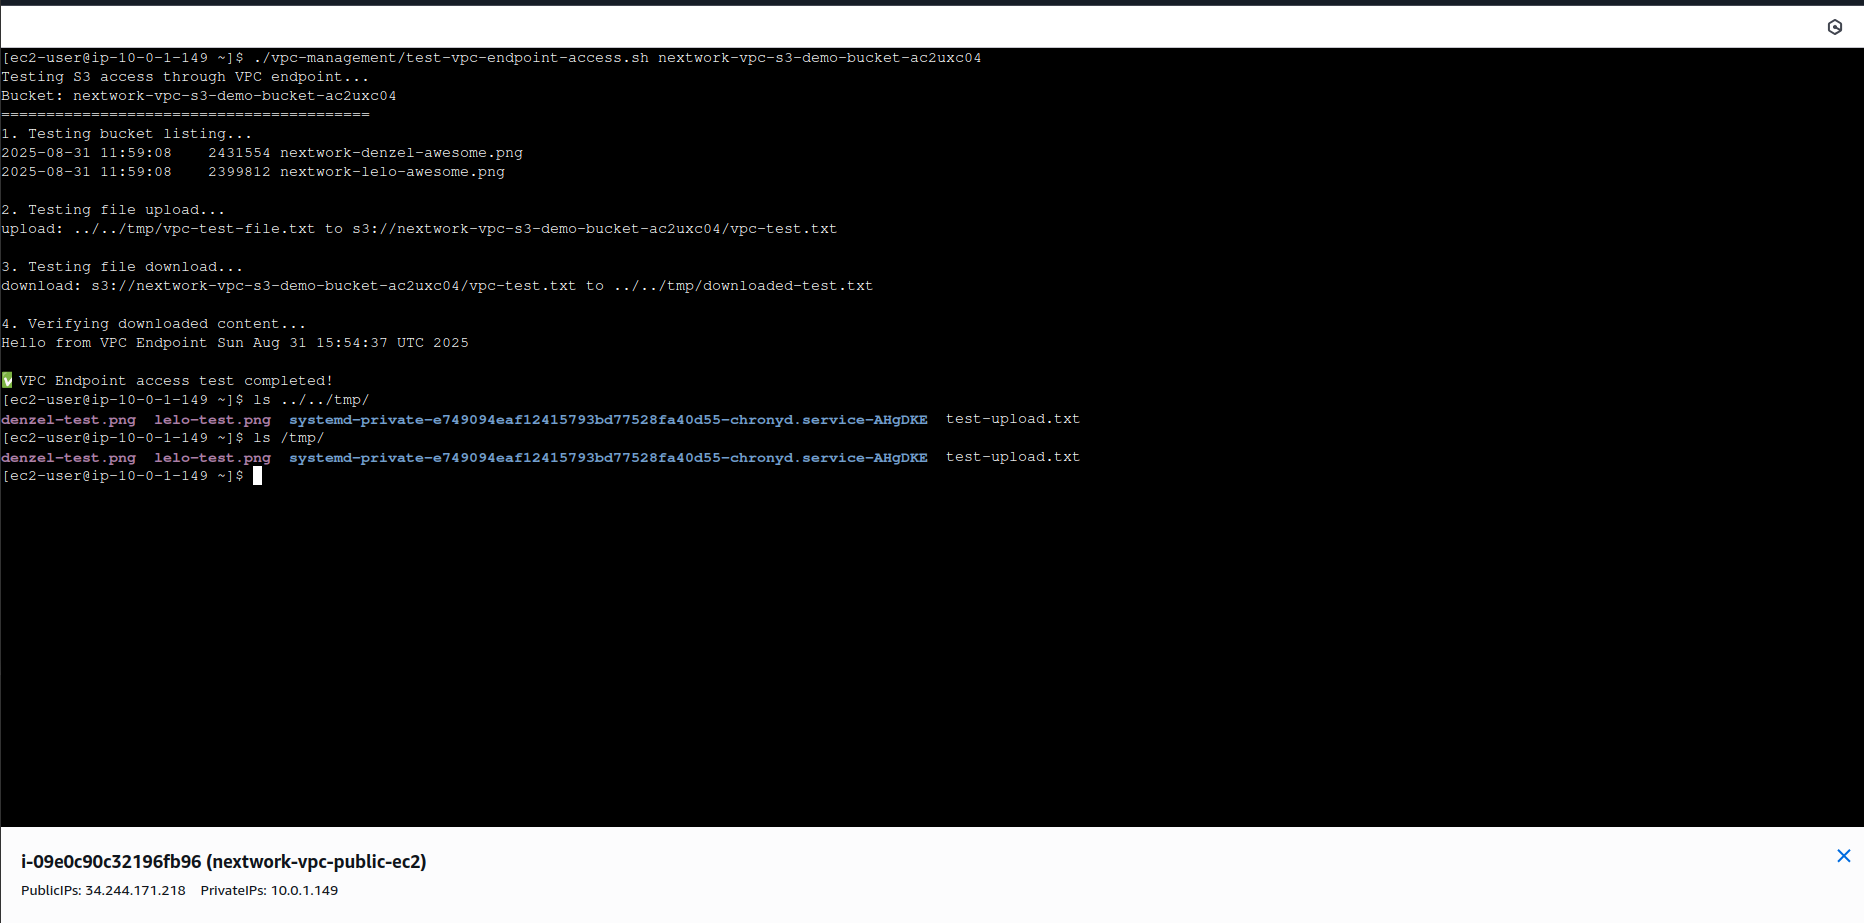 [ec2-user@ip-10-0-1-149 ~]$ ./vpc-management/test-vpc-endpoint-access.sh nextwork-vpc-s3-demo-bucket-ac2uxc04
Testing S3 access through VPC endpoint...
Bucket: nextwork-vpc-s3-demo-bucket-ac2uxc04
=========================================
1. Testing bucket listing...
2025-08-31 11:59:08    2431554 nextwork-denzel-awesome.png
2025-08-31 11:59:08    2399812 nextwork-lelo-awesome.png
2. Testing file upload...
upload: ../../tmp/vpc-test-file.txt to s3://nextwork-vpc-s3-demo-bucket-ac2uxc04/vpc-test.txt
3. Testing file download...
download: s3://nextwork-vpc-s3-demo-bucket-ac2uxc04/vpc-test.txt to ../../tmp/downloaded-test.txt
4. Verifying downloaded content...
Hello from VPC Endpoint Sun Aug 31 15:54:37 UTC 2025
✅ VPC Endpoint access test completed!
[ec2-user@ip-10-0-1-149 ~]$ ls ../../tmp/
denzel-test.png  lelo-test.png  systemd-private-e749094eaf12415793bd77528fa40d55-chronyd.service-AHgDKE  test-upload.txt
[ec2-user@ip-10-0-1-149 ~]$ ls /tmp/
denzel-test.png  lelo-test.png  systemd-private-e749094eaf12415793bd77528fa40d55-chronyd.service-AHgDKE  test-upload.txt
[ec2-user@ip-10-0-1-149 ~]$
i-09e0c90c32196fb96 (nextwork-vpc-public-ec2)
PublicIPs: 34.244.171.218    PrivateIPs: 10.0.1.149